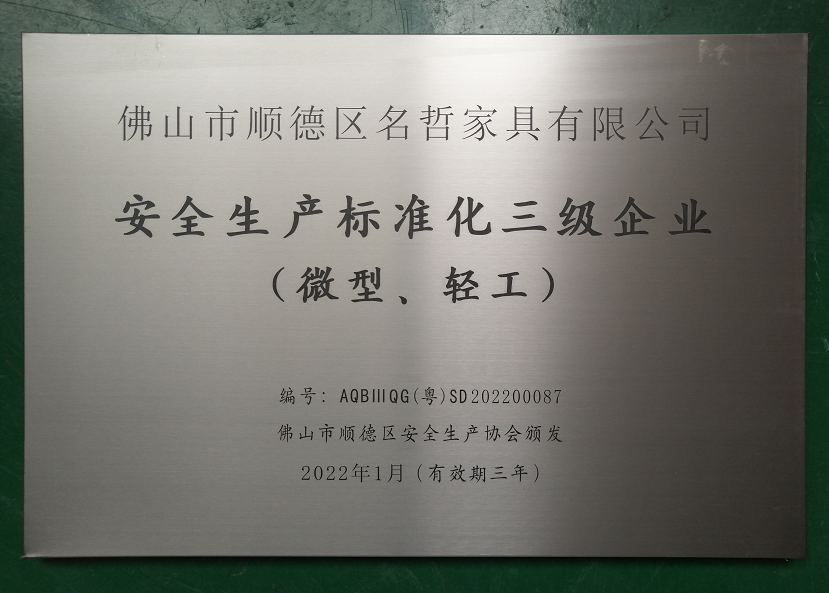 佛山市顺德区名哲家具有限公司
安全生产标准化三级企业
（微型、轻工）
编号：AQBIIIQG(粤)SD202200087
佛山市顺德区安全生产协会颁发
2022年1月（有效期三年）